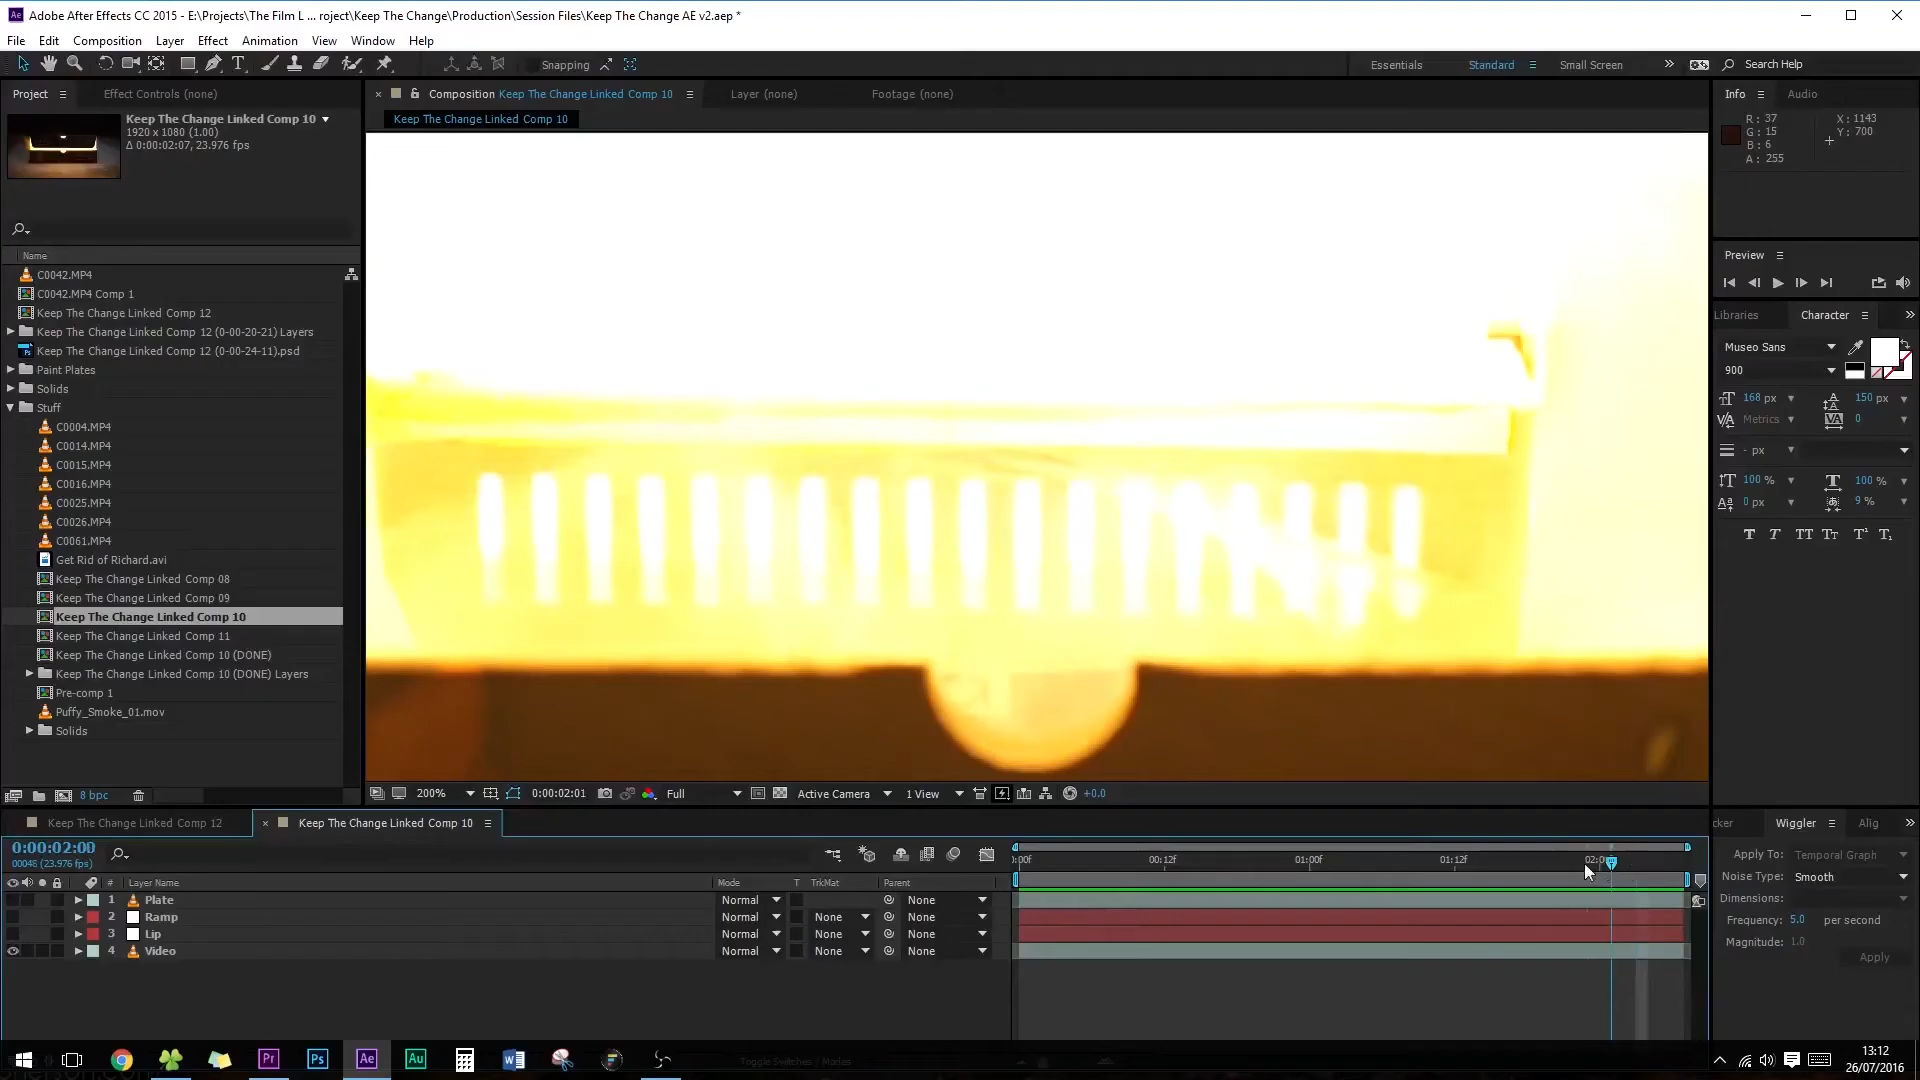 Adobe After Effects CC 2015 - E:\Projects\The Film L ... roject\Keep The Change\Production\Session Files\Keep The Change AE v2.aep *
File Edit Composition Layer Effect Animation View Window Help
Snapping
Essentials Standard Small Screen Search Help
Project Effect Controls (none)
Composition Keep The Change Linked Comp 10 Layer (none) Footage (none)
Info Audio
Keep The Change Linked Comp 10
1920 x 1080 (1.00)
Δ 0:00:02:07, 23.976 fps
Keep The Change Linked Comp 10
R: 37 X: 1143
G: 15 Y: 700
B: 6
A: 255
Name
C0042.MP4
C0042.MP4 Comp 1
Keep The Change Linked Comp 12
Keep The Change Linked Comp 12 (0-00-20-21) Layers
Keep The Change Linked Comp 12 (0-00-24-11).psd
Paint Plates
Solids
Stuff
C0004.MP4
C0014.MP4
C0015.MP4
C0016.MP4
C0025.MP4
C0026.MP4
C0061.MP4
Get Rid of Richard.avi
Keep The Change Linked Comp 08
Keep The Change Linked Comp 09
Keep The Change Linked Comp 10
Keep The Change Linked Comp 11
Keep The Change Linked Comp 10 (DONE)
Keep The Change Linked Comp 10 (DONE) Layers
Pre-comp 1
Puffy_Smoke_01.mov
Solids
8 bpc
200% 0:00:02:01 Full Active Camera 1 View +0.0
Preview
Libraries Character
Museo Sans
900
168 px 150 px
Metrics 0
- px
100 % 100 %
0 px 9 %
T T TT Tt T¹ T₁
Keep The Change Linked Comp 12 Keep The Change Linked Comp 10
0:00:02:00
00048 (23.976 fps)
:00f 00:12f 01:00f 01:12f 02:0
# Layer Name Mode T TrkMat Parent
1 Plate Normal None
2 Ramp Normal None None
3 Lip Normal None None
4 Video Normal None None
Toggle Switches / Modes
cker Wiggler Alig
Apply To: Temporal Graph
Noise Type: Smooth
Dimensions:
Frequency: 5.0 per second
Magnitude: 1.0
Apply
Pr Ps Ae Au
13:12
26/07/2016